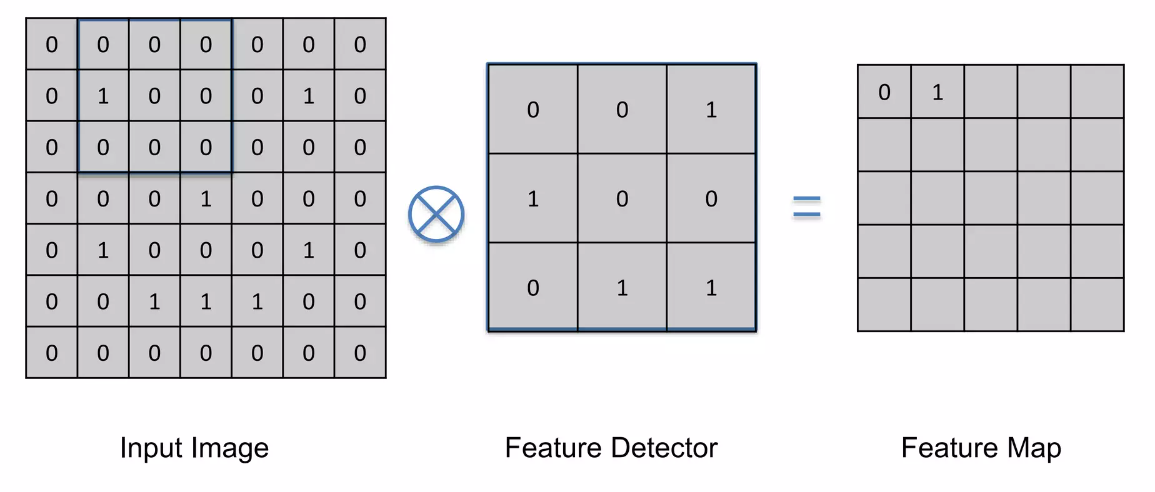 0 0 0 0 0 0 0
0 1 0 0 0 1 0
0 0 0 0 0 0 0
0 0 0 1 0 0 0
0 1 0 0 0 1 0
0 0 1 1 1 0 0
0 0 0 0 0 0 0
Input Image
0 0 1
1 0 0
0 1 1
Feature Detector
=
0 1
Feature Map